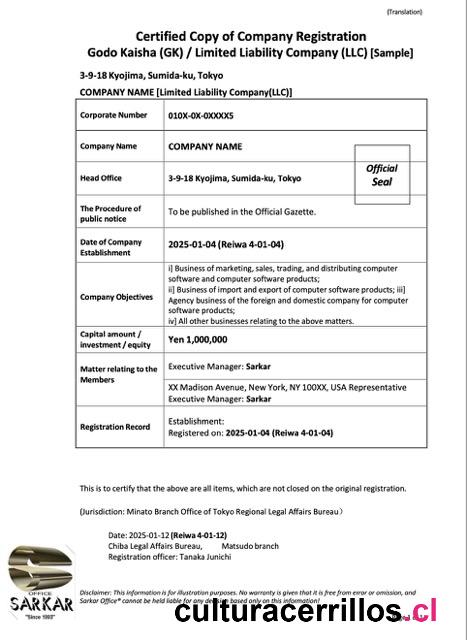 (Translation)
Certified Copy of Company Registration
Godo Kaisha (GK) / Limited Liability Company (LLC) [Sample]
3-9-18 Kyojima, Sumida-ku, Tokyo
COMPANY NAME [Limited Liability Company(LLC)]
Corporate Number 010X-0X-0XXXX5
Company Name COMPANY NAME
Head Office 3-9-18 Kyojima, Sumida-ku, Tokyo
Official
Seal
The Procedure of
public notice
To be published in the Official Gazette.
Date of Company
Establishment
2025-01-04 (Reiwa 4-01-04)
Company Objectives
i] Business of marketing, sales, trading, and distributing computer
software and computer software products;
ii] Business of import and export of computer software products; iii]
Agency business of the foreign and domestic company for computer
software products;
iv] All other businesses relating to the above matters.
Capital amount /
investment / equity
Yen 1,000,000
Matter relating to the
Members
Executive Manager: Sarkar
XX Madison Avenue, New York, NY 100XX, USA Representative
Executive Manager: Sarkar
Registration Record
Establishment:
Registered on: 2025-01-04 (Reiwa 4-01-04)
This is to certify that the above are all items, which are not closed on the original registration.
(Jurisdiction: Minato Branch Office of Tokyo Regional Legal Affairs Bureau）
Date: 2025-01-12 (Reiwa 4-01-12)
Chiba Legal Affairs Bureau, Matsudo branch
Registration officer: Tanaka Junichi
OFFICE
SARKAR
"Since 1993"
Disclaimer: This information is for illustration purposes. No warranty is given that it is free from error or omission, and
Sarkar Office® cannot be held liable for any decision based only on this information!
culturacerrillos.cl